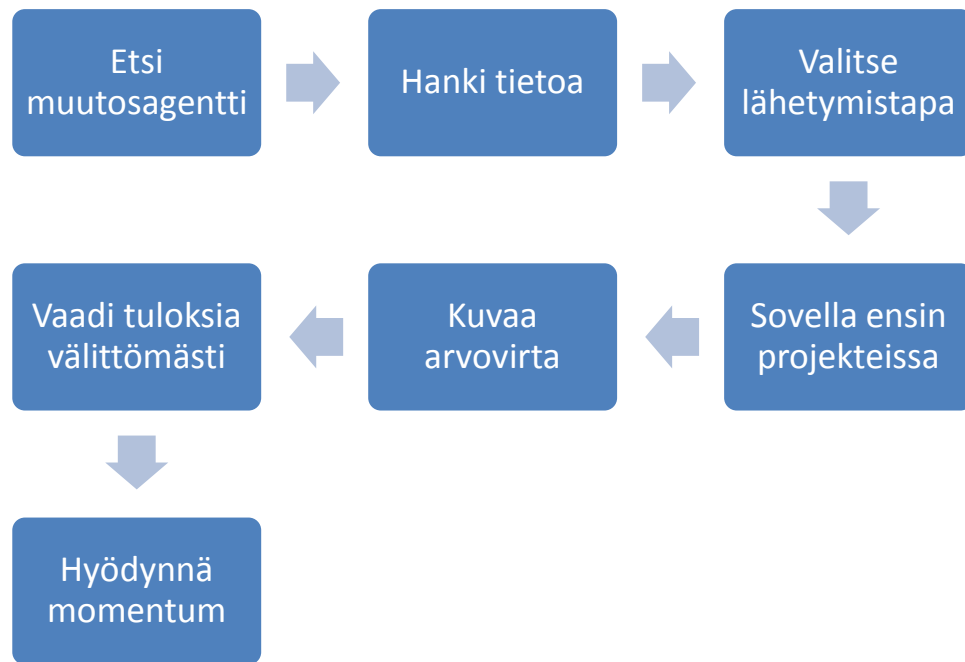 Etsi
muutosagentti
Hanki tietoa
Valitse
lähetymistapa
Sovella ensin
projekteissa
Kuvaa
arvovirta
Vaadi tuloksia
välittömästi
Hyödynnä
momentum